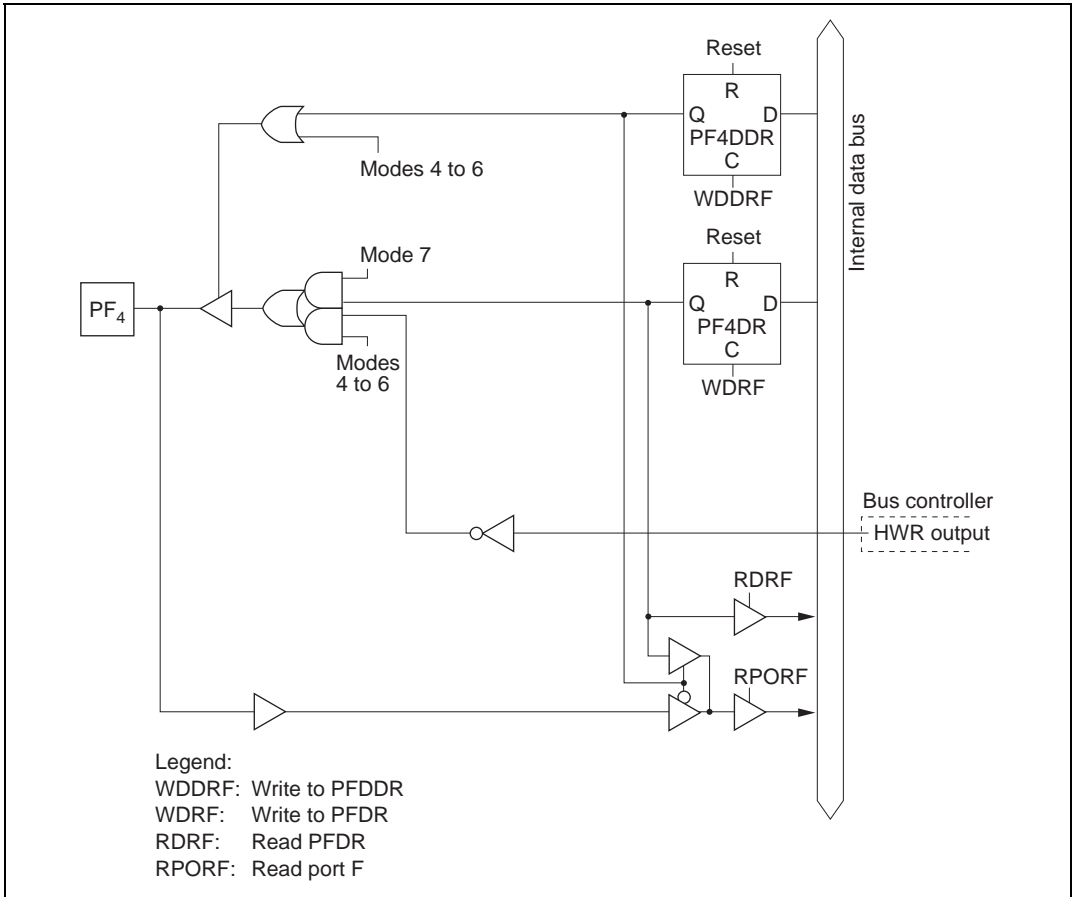 Reset
R
Q D
PF4DDR
C
WDDRF
Modes 4 to 6
Internal data bus
Reset
R
Q D
PF4DR
C
WDRF
Mode 7
PF4
Modes
4 to 6
Bus controller
HWR output
RDRF
RPORF
Legend:
WDDRF: Write to PFDDR
WDRF: Write to PFDR
RDRF: Read PFDR
RPORF: Read port F